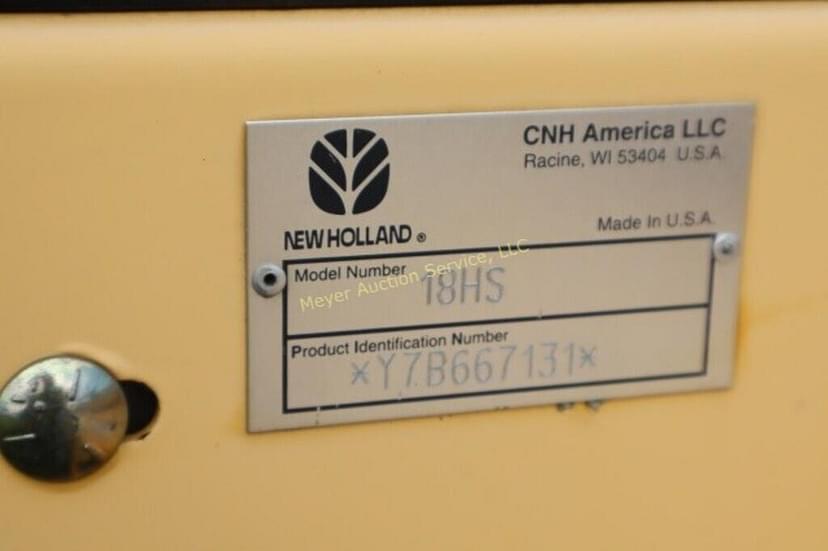 CNH America LLC
Racine, WI 53404 U.S.A.
NEW HOLLAND ®
Made In U.S.A.
Model Number
18HS
Meyer Auction Service, LLC
Product Identification Number
*Y7B667131*